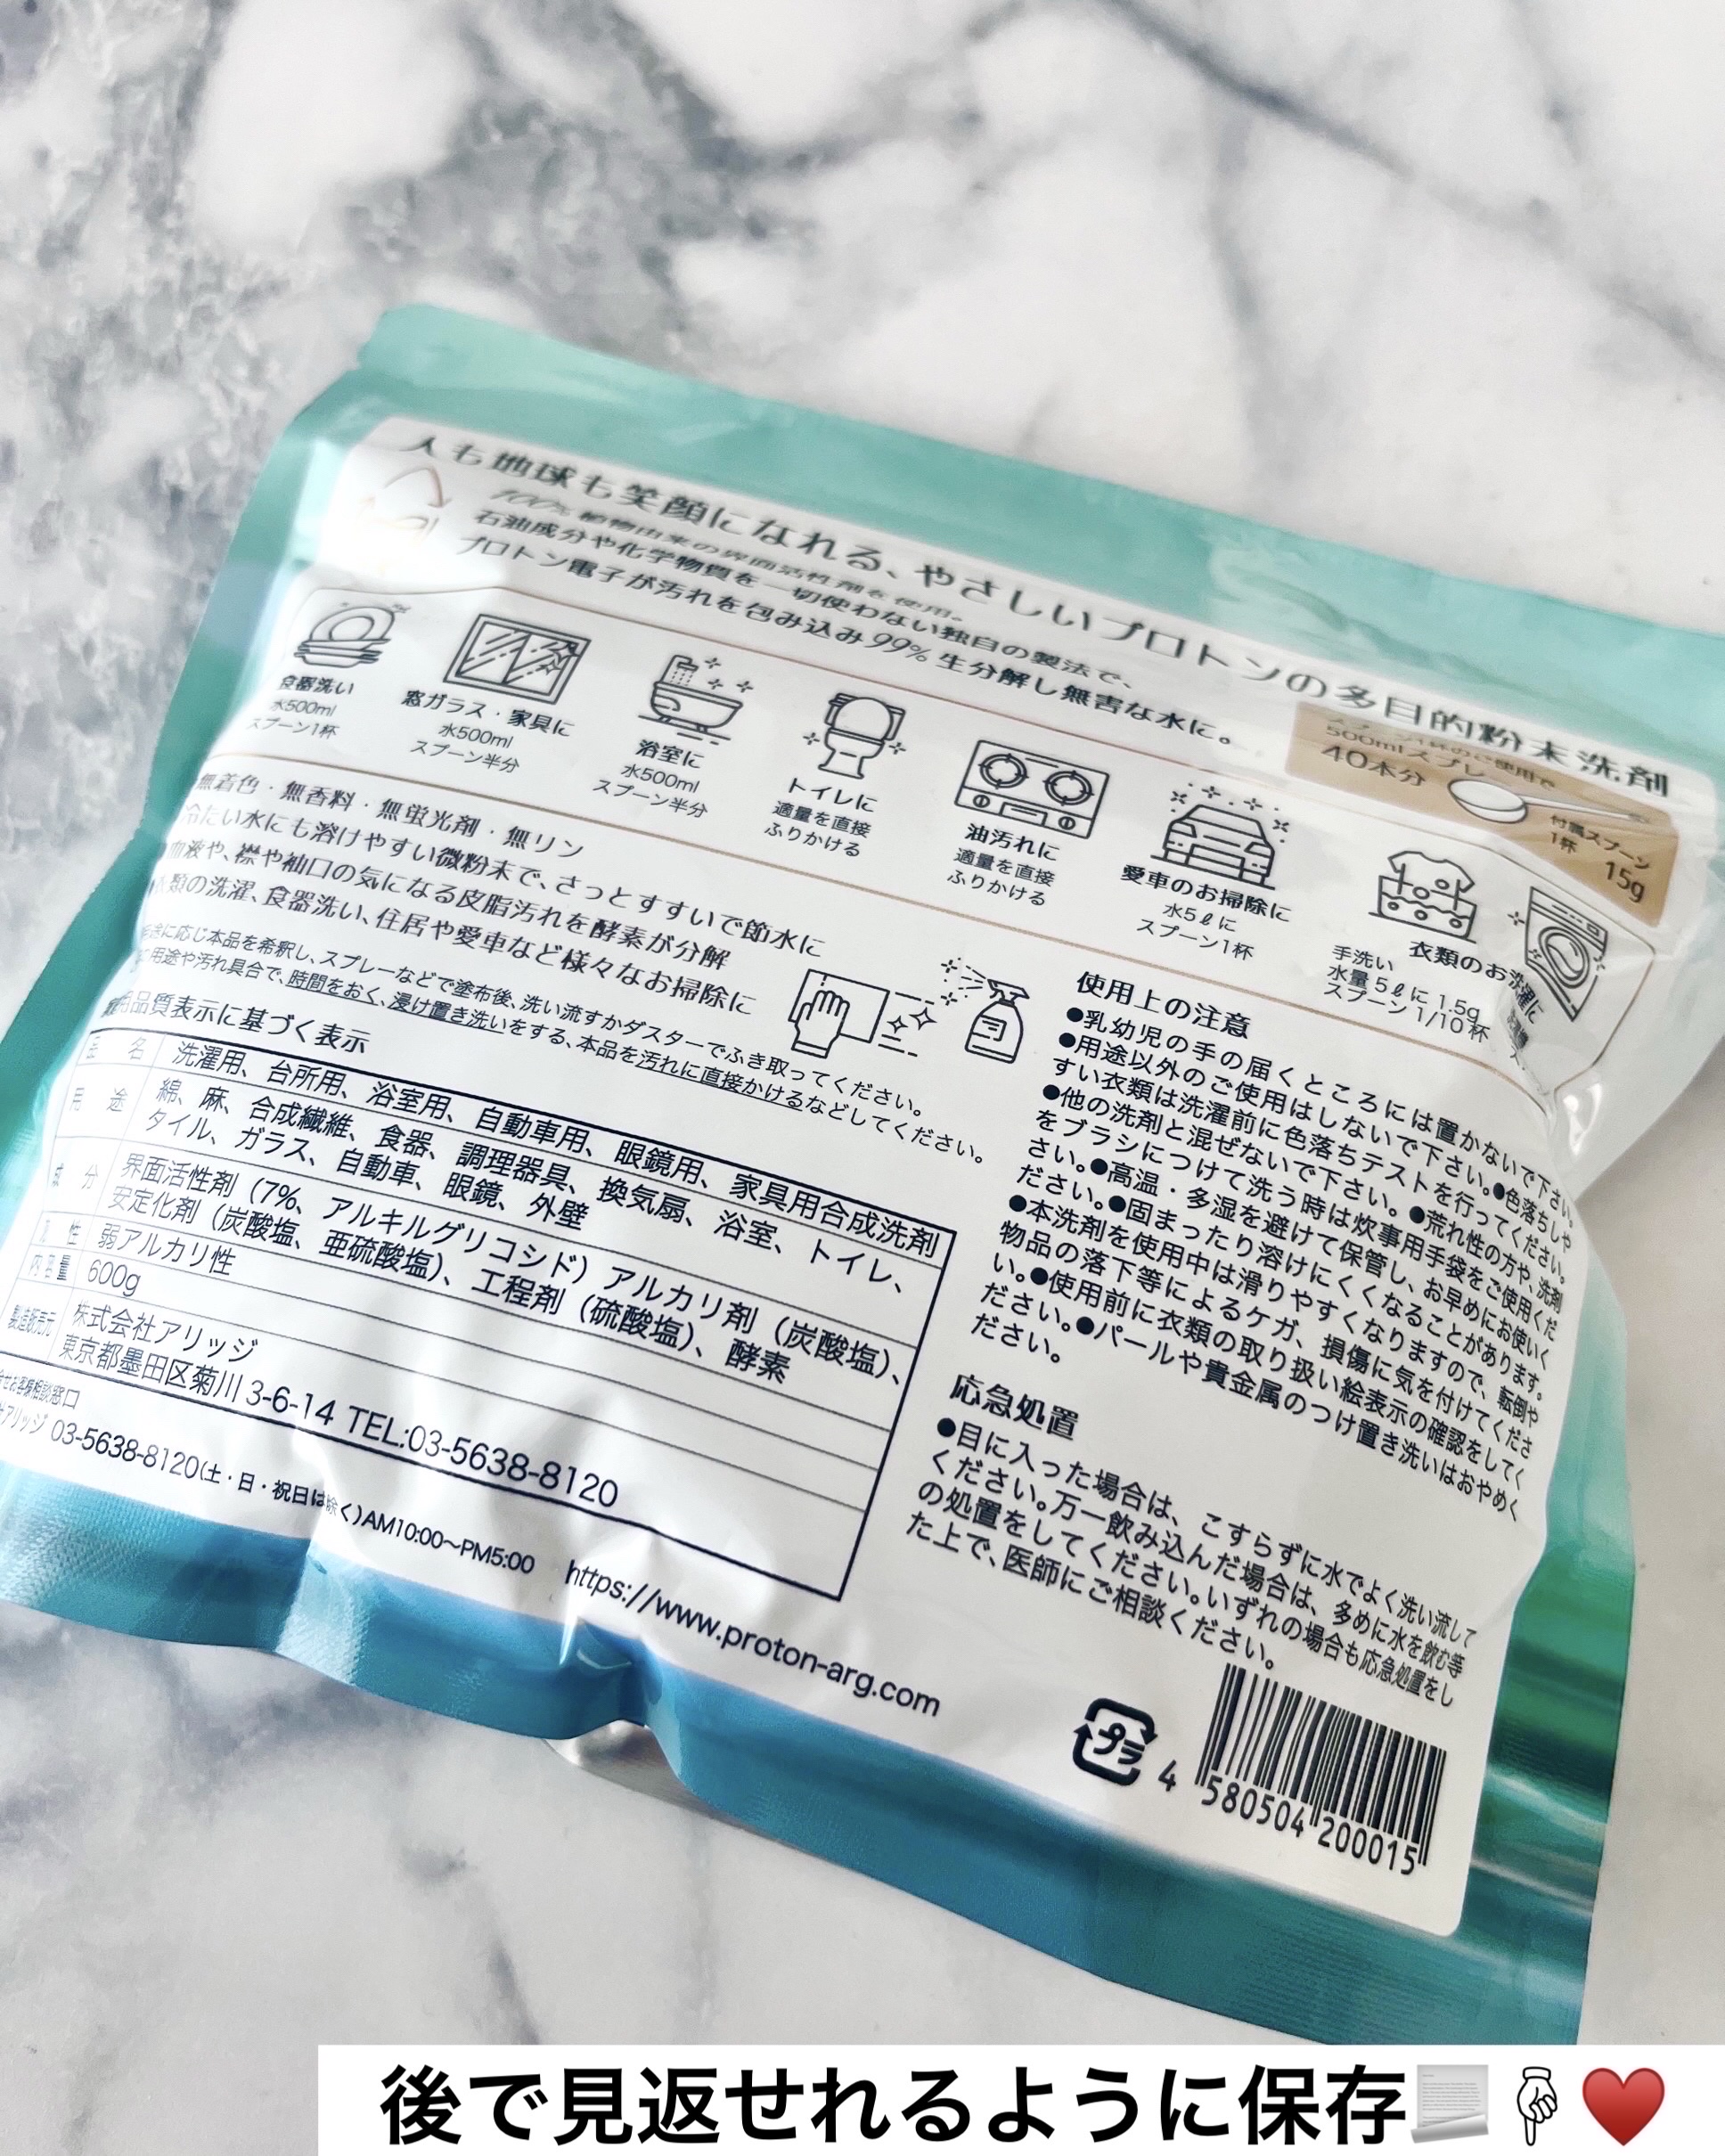 人も地球も笑顔になれる、やさしいプロトンの多目的粉末洗剤
100%植物由来の界面活性剤を使用。
石油成分や化学物質を一切使わない独自の製法で、
プロトン電子が汚れを包み込み99%生分解し無害な水に。
500mlスプレー
40本分
付属スプーン
1杯 15g
食器洗い
水500ml
スプーン1杯
窓ガラス・家具に
水500ml
スプーン半分
浴室に
水500ml
スプーン半分
トイレに
適量を直接
ふりかける
油汚れに
適量を直接
ふりかける
愛車のお掃除に
水5ℓに
スプーン1杯
衣類のお洗濯に
手洗い
水量5ℓに1.5g
スプーン1/10杯
無着色・無香料・無蛍光剤・無リン
冷たい水にも溶けやすい微粉末で、さっとすすいで節水に
血液や、襟や袖口の気になる皮脂汚れを酵素が分解
衣類の洗濯、食器洗い、住居や愛車など様々なお掃除に
に応じ本品を希釈し、スプレーなどで塗布後、洗い流すかダスターでふき取ってください。
用途や汚れ具合で、時間をおく、浸け置き洗いをする、本品を汚れに直接かけるなどしてください。
用品質表示に基づく表示
品 名 洗濯用、台所用、浴室用、自動車用、眼鏡用、家具用合成洗剤
用 途 綿、麻、合成繊維、食器、調理器具、換気扇、浴室、トイレ、
タイル、ガラス、自動車、眼鏡、外壁
成 分 界面活性剤（7%、アルキルグリコシド）アルカリ剤（炭酸塩）、
安定化剤（炭酸塩、亜硫酸塩）、工程剤（硫酸塩）、酵素
液 性 弱アルカリ性
内容量 600g
製造販売元 株式会社アリッジ
東京都墨田区菊川3-6-14 TEL:03-5638-8120
お客様相談窓口
アリッジ 03-5638-8120(土・日・祝日は除く)AM10:00〜PM5:00
https://www.proton-arg.com
使用上の注意
●乳幼児の手の届くところには置かないで下さい。
●用途以外のご使用はしないで下さい。●色落ちしや
すい衣類は洗濯前に色落ちテストを行ってください。
●他の洗剤と混ぜないで下さい。●荒れ性の方や、洗剤
をブラシにつけて洗う時は炊事用手袋をご使用くだ
さい。●高温・多湿を避けて保管し、お早めにお使いく
ださい。●固まったり溶けにくくなることがあります。
●本洗剤を使用中は滑りやすくなりますので、転倒や
物品の落下等によるケガ、損傷に気を付けてくださ
い。●使用前に衣類の取り扱い絵表示の確認をしてく
ださい。●パールや貴金属のつけ置き洗いはおやめく
ださい。
応急処置
●目に入った場合は、こすらずに水でよく洗い流して
ください。万一飲み込んだ場合は、多めに水を飲む等
の処置をしてください。いずれの場合も応急処置をし
た上で、医師にご相談ください。
プラ
4 580504 200015
後で見返せれるように保存📃👇♥